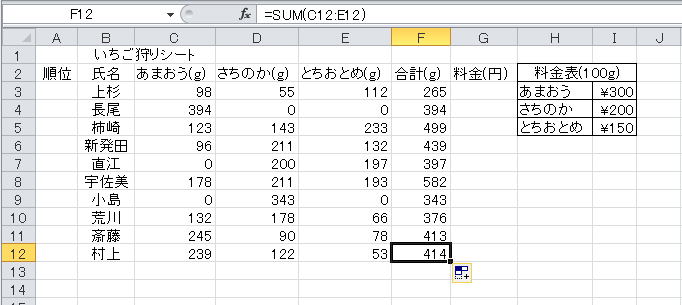 F12 fx =SUM(C12:E12)
A B C D E F G H I J
1 いちご狩りシート
2 順位 氏名 あまおう(g) さちのか(g) とちおとめ(g) 合計(g) 料金(円) 料金表(100g)
3 上杉 98 55 112 265 あまおう ¥300
4 長尾 394 0 0 394 さちのか ¥200
5 柿崎 123 143 233 499 とちおとめ ¥150
6 新発田 96 211 132 439
7 直江 0 200 197 397
8 宇佐美 178 211 193 582
9 小島 0 343 0 343
10 荒川 132 178 66 376
11 斎藤 245 90 78 413
12 村上 239 122 53 414
13
14